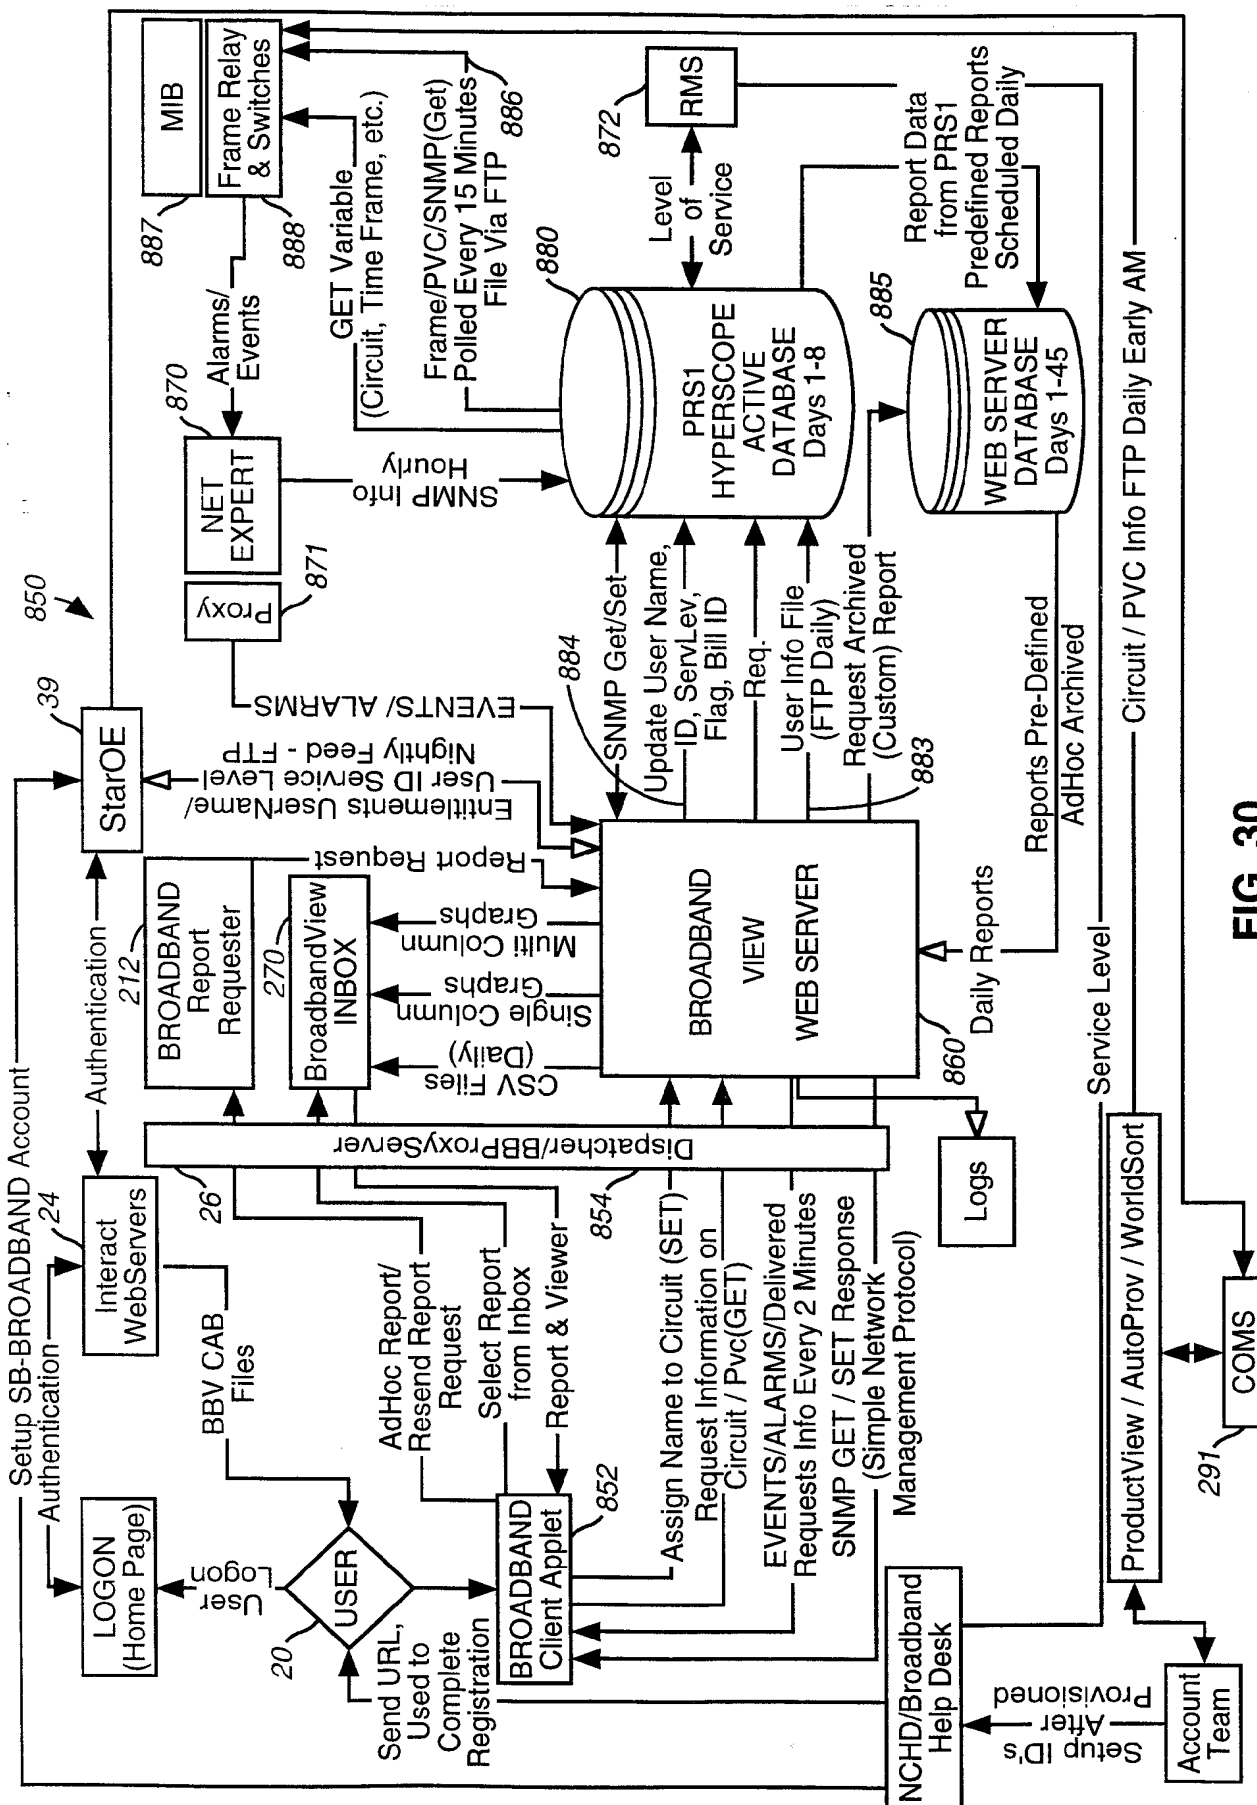 Setup SB-BROADBAND Account
LOGON
(Home Page)
Authentication
24
Interact
WebServers
Authentication
39
StarOE
850
User
Logon
20
USER
BBV CAB
Files
26
212
BROADBAND
Report
Requester
270
BroadbandView
INBOX
Report Request
Entitlements UserName/
User ID Service Level
Nightly Feed - FTP
EVENTS/ ALARMS
Proxy
871
NET
EXPERT
870
Alarms/
Events
887
MIB
Frame Relay
& Switches
888
GET Variable
(Circuit, Time Frame, etc.)
Frame/PVC/SNMP(Get)
Polled Every 15 Minutes
File Via FTP
886
SNMP Info
Hourly
Send URL,
Used to
Complete
Registration
BROADBAND
Client Applet
852
AdHoc Report/
Resend Report
Request
Select Report
from Inbox
Report & Viewer
Dispatcher/BBProxyServer
854
CSV Files
(Daily)
Single Column
Graphs
Multi Column
Graphs
BROADBAND
VIEW
WEB SERVER
860
884
SNMP Get/Set
Update User Name,
ID, ServLev,
Flag, Bill ID
Req.
User Info File
(FTP Daily)
883
Request Archived
(Custom) Report
880
PRS1
HYPERSCOPE
ACTIVE
DATABASE
Days 1-8
Level
of
Service
872
RMS
Report Data
from PRS1
Predefined Reports
Scheduled Daily
885
WEB SERVER
DATABASE
Days 1-45
Assign Name to Circuit (SET)
Request Information on
Circuit / Pvc(GET)
EVENTS/ALARMS/Delivered
Requests Info Every 2 Minutes
SNMP GET / SET Response
(Simple Network
Management Protocol)
Logs
Daily Reports
Reports Pre-Defined
AdHoc Archived
NCHD/Broadband
Help Desk
Service Level
Setup ID's
After
Provisioned
Account
Team
ProductView / AutoProv / WorldSort
Circuit / PVC Info FTP Daily Early AM
291
COMS
FIG. 30